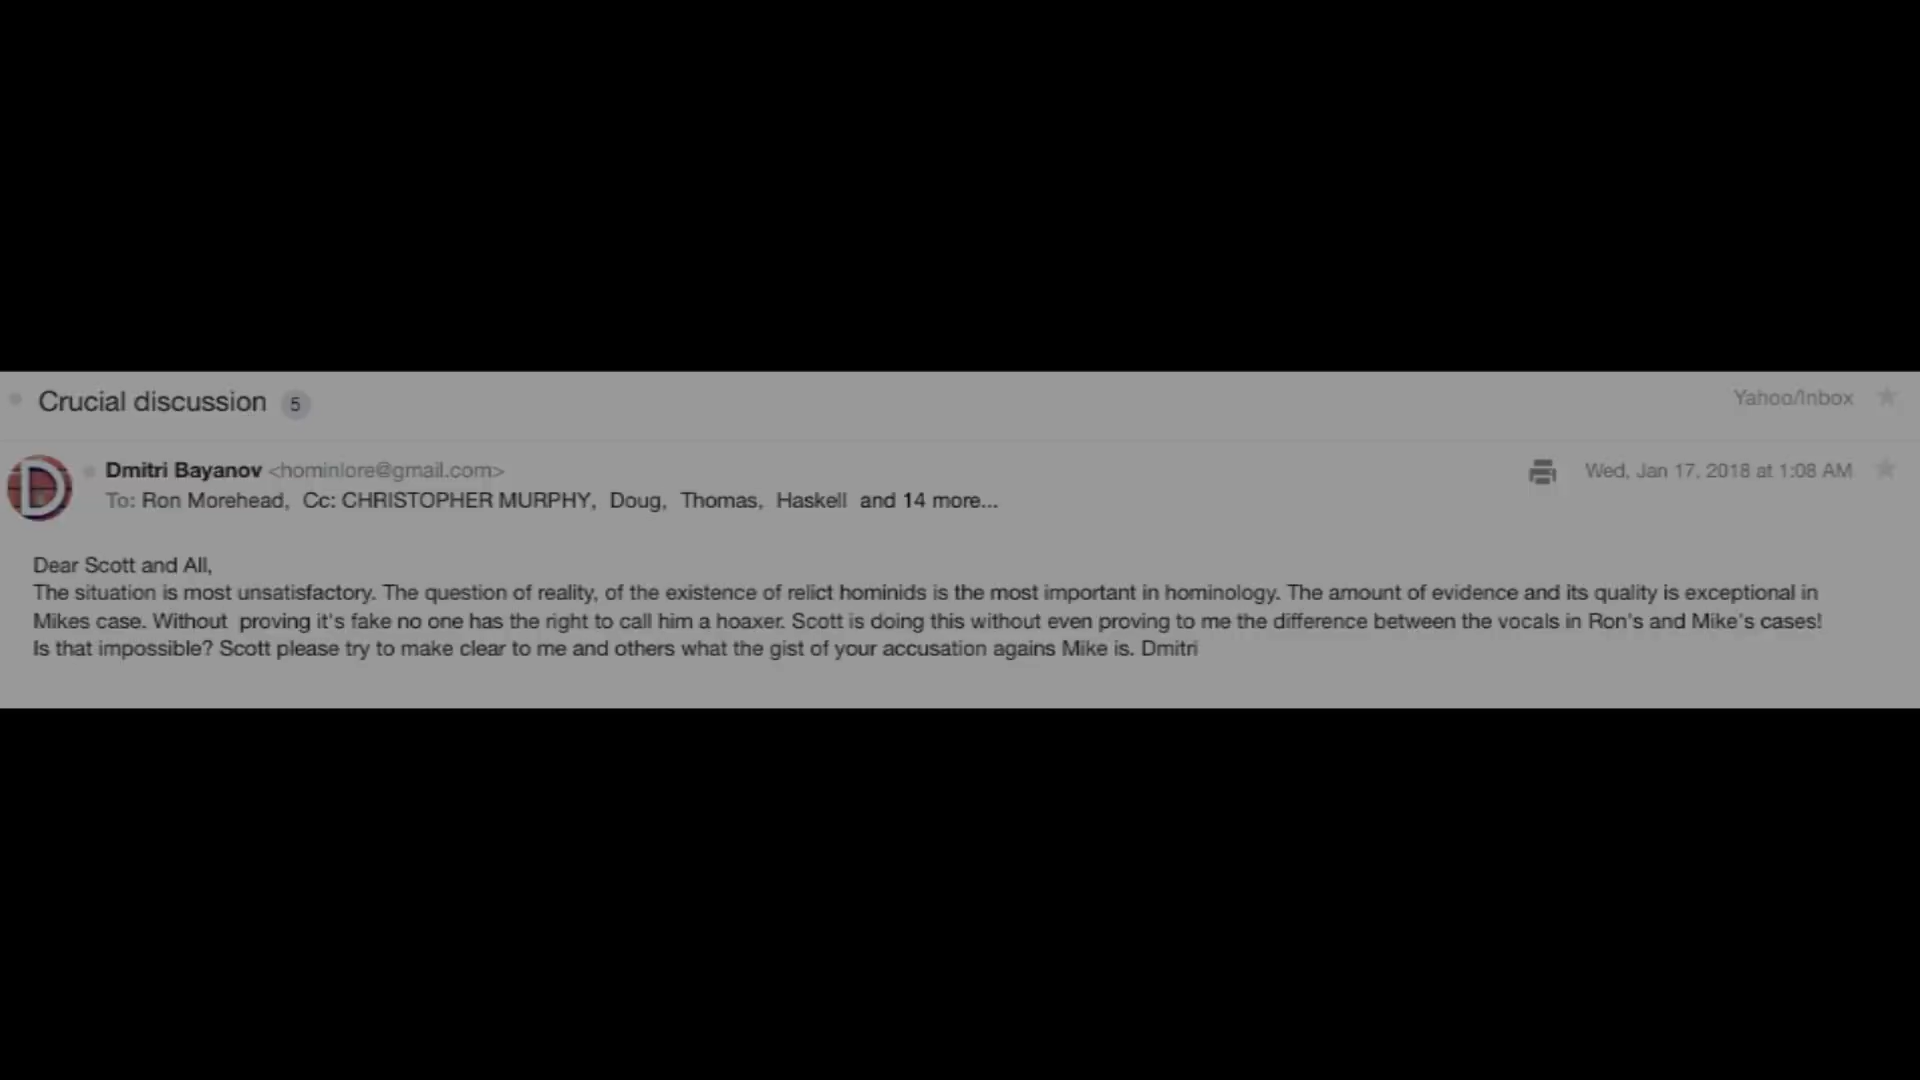 Crucial discussion 5
Yahoo/Inbox
D
Dmitri Bayanov <hominlore@gmail.com>
Wed, Jan 17, 2018 at 1:08 AM
To: Ron Morehead, Cc: CHRISTOPHER MURPHY, Doug, Thomas, Haskell and 14 more...
Dear Scott and All,
The situation is most unsatisfactory. The question of reality, of the existence of relict hominids is the most important in hominology. The amount of evidence and its quality is exceptional in
Mikes case. Without proving it's fake no one has the right to call him a hoaxer. Scott is doing this without even proving to me the difference between the vocals in Ron's and Mike's cases!
Is that impossible? Scott please try to make clear to me and others what the gist of your accusation agains Mike is. Dmitri